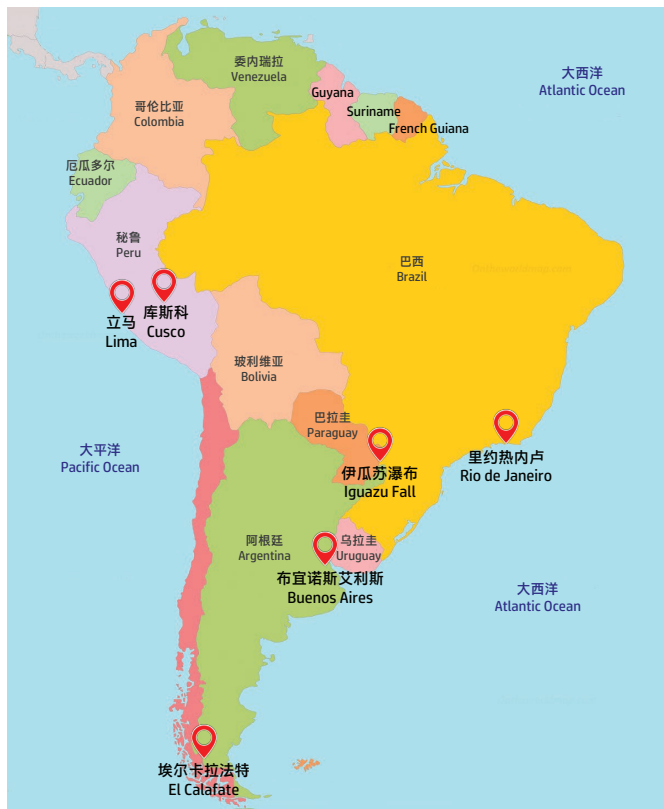 委内瑞拉
Venezuela
大西洋
Atlantic Ocean
哥伦比亚
Colombia
Guyana
Suriname
French Guiana
厄瓜多尔
Ecuador
秘鲁
Peru
巴西
Brazil
立马
Lima
库斯科
Cusco
玻利维亚
Bolivia
巴拉圭
Paraguay
大平洋
Pacific Ocean
伊瓜苏瀑布
Iguazu Fall
里约热内卢
Rio de Janeiro
阿根廷
Argentina
乌拉圭
Uruguay
布宜诺斯艾利斯
Buenos Aires
大西洋
Atlantic Ocean
埃尔卡拉法特
El Calafate